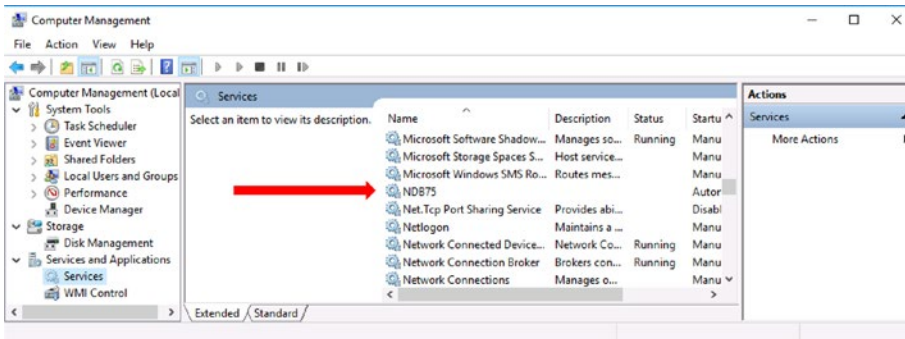 Computer Management
File Action View Help
Computer Management (Local
System Tools
Task Scheduler
Event Viewer
Shared Folders
Local Users and Groups
Performance
Device Manager
Storage
Disk Management
Services and Applications
Services
WMI Control
Services
Select an item to view its description.
Name Description Status Startu
Microsoft Software Shadow... Manages so... Running Manu
Microsoft Storage Spaces S... Host service... Manu
Microsoft Windows SMS Ro... Routes mes... Manu
NDB75 Autor
Net.Tcp Port Sharing Service Provides abi... Disabl
Netlogon Maintains a ... Manu
Network Connected Device... Network Co... Running Manu
Network Connection Broker Brokers con... Running Manu
Network Connections Manages o... Manu
Extended Standard
Actions
Services
More Actions